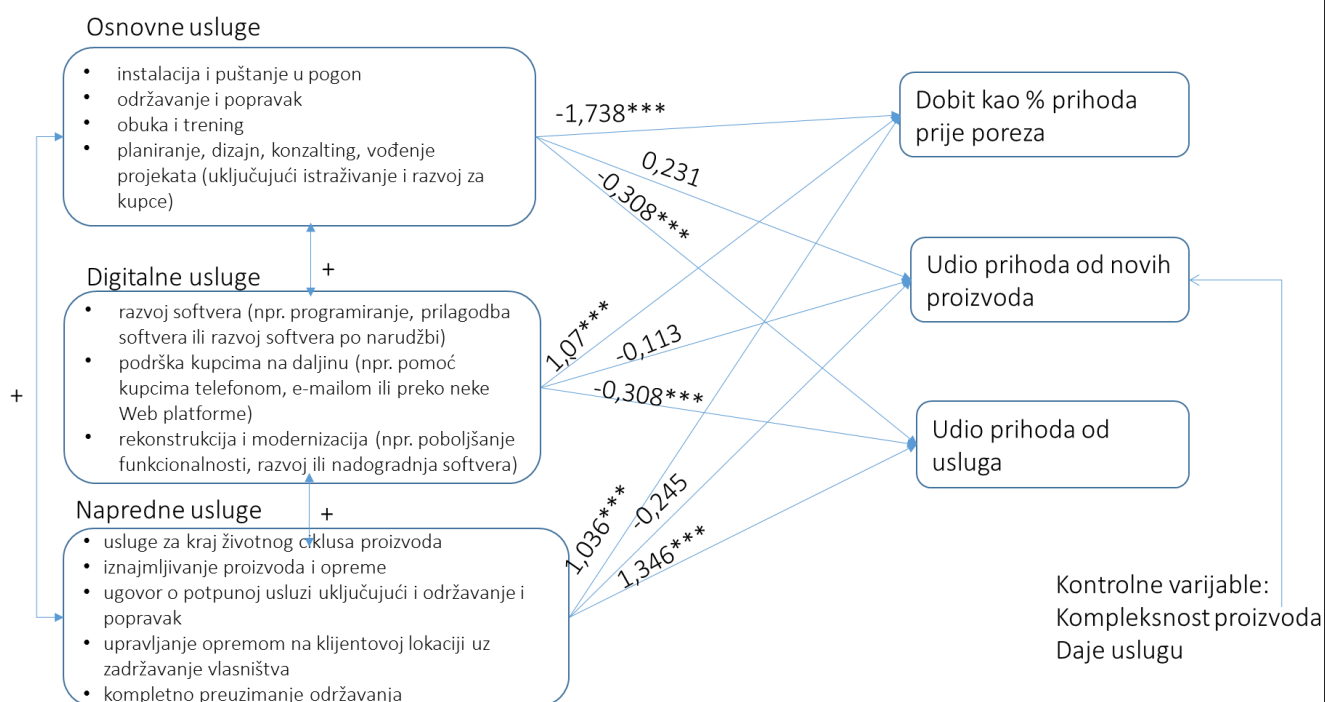 Osnovne usluge
• instalacija i puštanje u pogon
• održavanje i popravak
• obuka i trening
• planiranje, dizajn, konzalting, vođenje
projekata (uključujući istraživanje i razvoj za
kupce)
+
Digitalne usluge
• razvoj softvera (npr. programiranje, prilagodba
softvera ili razvoj softvera po narudžbi)
• podrška kupcima na daljinu (npr. pomoć
kupcima telefonom, e-mailom ili preko neke
Web platforme)
• rekonstrukcija i modernizacija (npr. poboljšanje
funkcionalnosti, razvoj ili nadogradnja softvera)
+
+
Napredne usluge
• usluge za kraj životnog ciklusa proizvoda
• iznajmljivanje proizvoda i opreme
• ugovor o potpunoj usluzi uključujući i održavanje i
popravak
• upravljanje opremom na klijentovoj lokaciji uz
zadržavanje vlasništva
• kompletno preuzimanje održavanja
-1,738***
0,231
-0,308***
1,07***
-0,113
-0,308***
1,036***
-0,245
1,346***
Dobit kao % prihoda
prije poreza
Udio prihoda od novih
proizvoda
Udio prihoda od
usluga
Kontrolne varijable:
Kompleksnost proizvoda
Daje uslugu